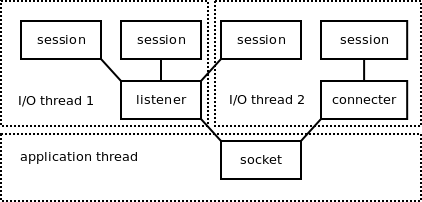 session session session session
I/O thread 1 listener I/O thread 2 connecter
application thread socket